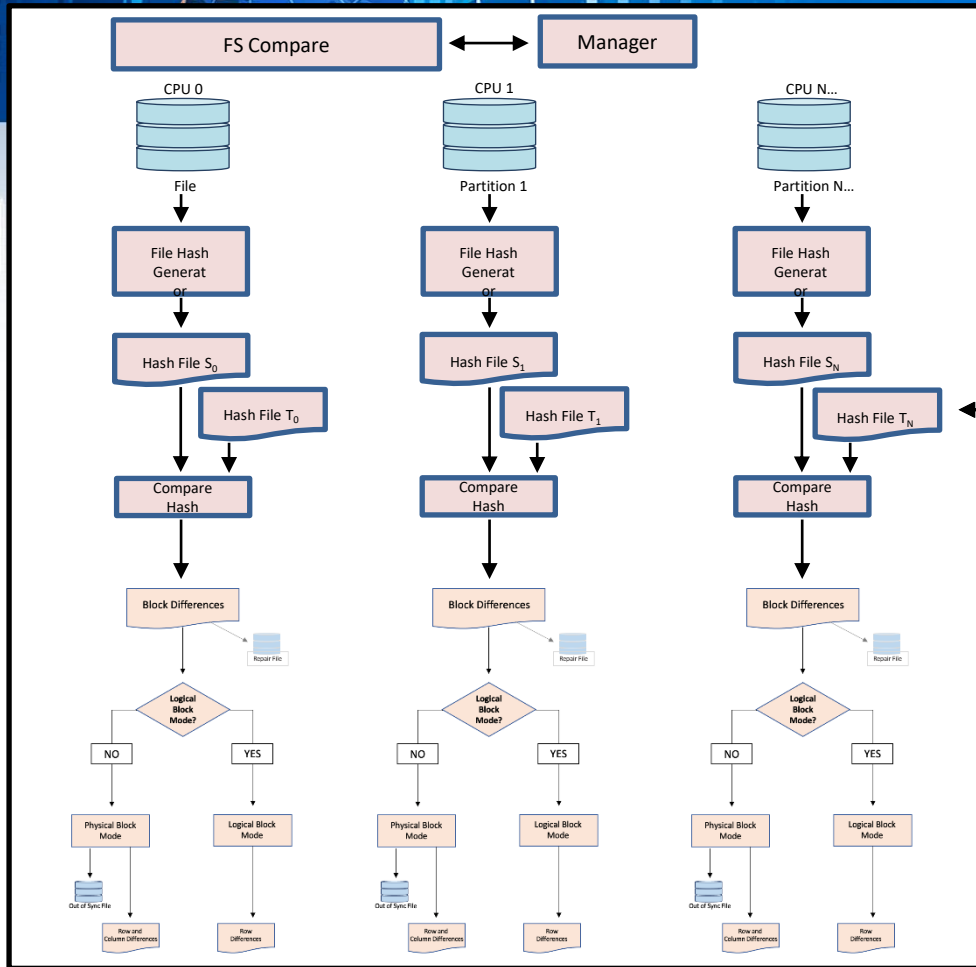 FS Compare
Manager
CPU 0
CPU 1
CPU N...
File
Partition 1
Partition N...
File Hash
Generat
or
File Hash
Generat
or
File Hash
Generat
or
Hash File S0
Hash File S1
Hash File SN
Hash File T0
Hash File T1
Hash File TN
Compare
Hash
Compare
Hash
Compare
Hash
Block Differences
Block Differences
Block Differences
Repair File
Repair File
Repair File
Logical
Block
Mode?
Logical
Block
Mode?
Logical
Block
Mode?
NO
YES
NO
YES
NO
YES
Physical Block
Mode
Logical Block
Mode
Physical Block
Mode
Logical Block
Mode
Physical Block
Mode
Logical Block
Mode
Out of Sync File
Out of Sync File
Out of Sync File
Row and
Column Differences
Row
Differences
Row and
Column Differences
Row
Differences
Row and
Column Differences
Row
Differences